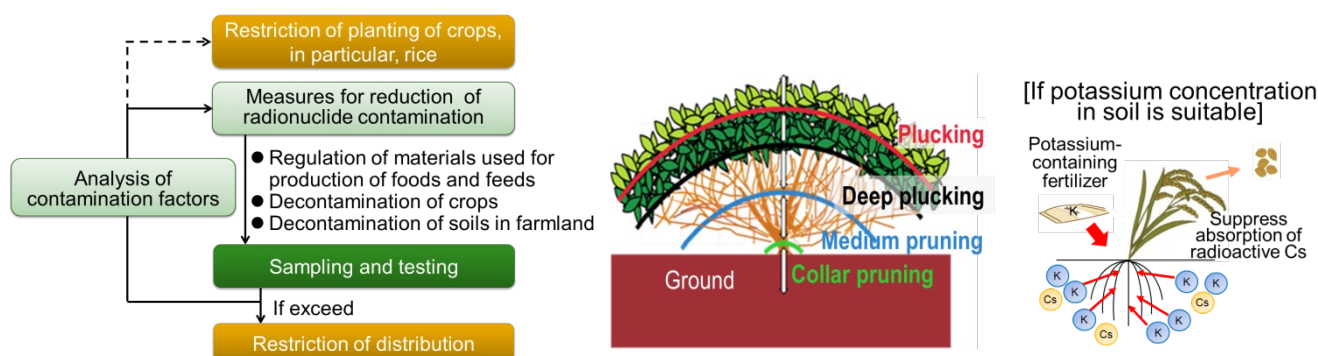 Restriction of planting of crops,
in particular, rice
Measures for reduction of
radionuclide contamination
● Regulation of materials used for
production of foods and feeds
● Decontamination of crops
● Decontamination of soils in farmland
Analysis of
contamination factors
Sampling and testing
If exceed
Restriction of distribution
Plucking
Deep plucking
Medium pruning
Collar pruning
Ground
[If potassium concentration
in soil is suitable]
Potassium-
containing
fertilizer
K
Suppress
absorption of
radioactive Cs
K
K
K
K
K
Cs
Cs
K
K
K
Cs
K